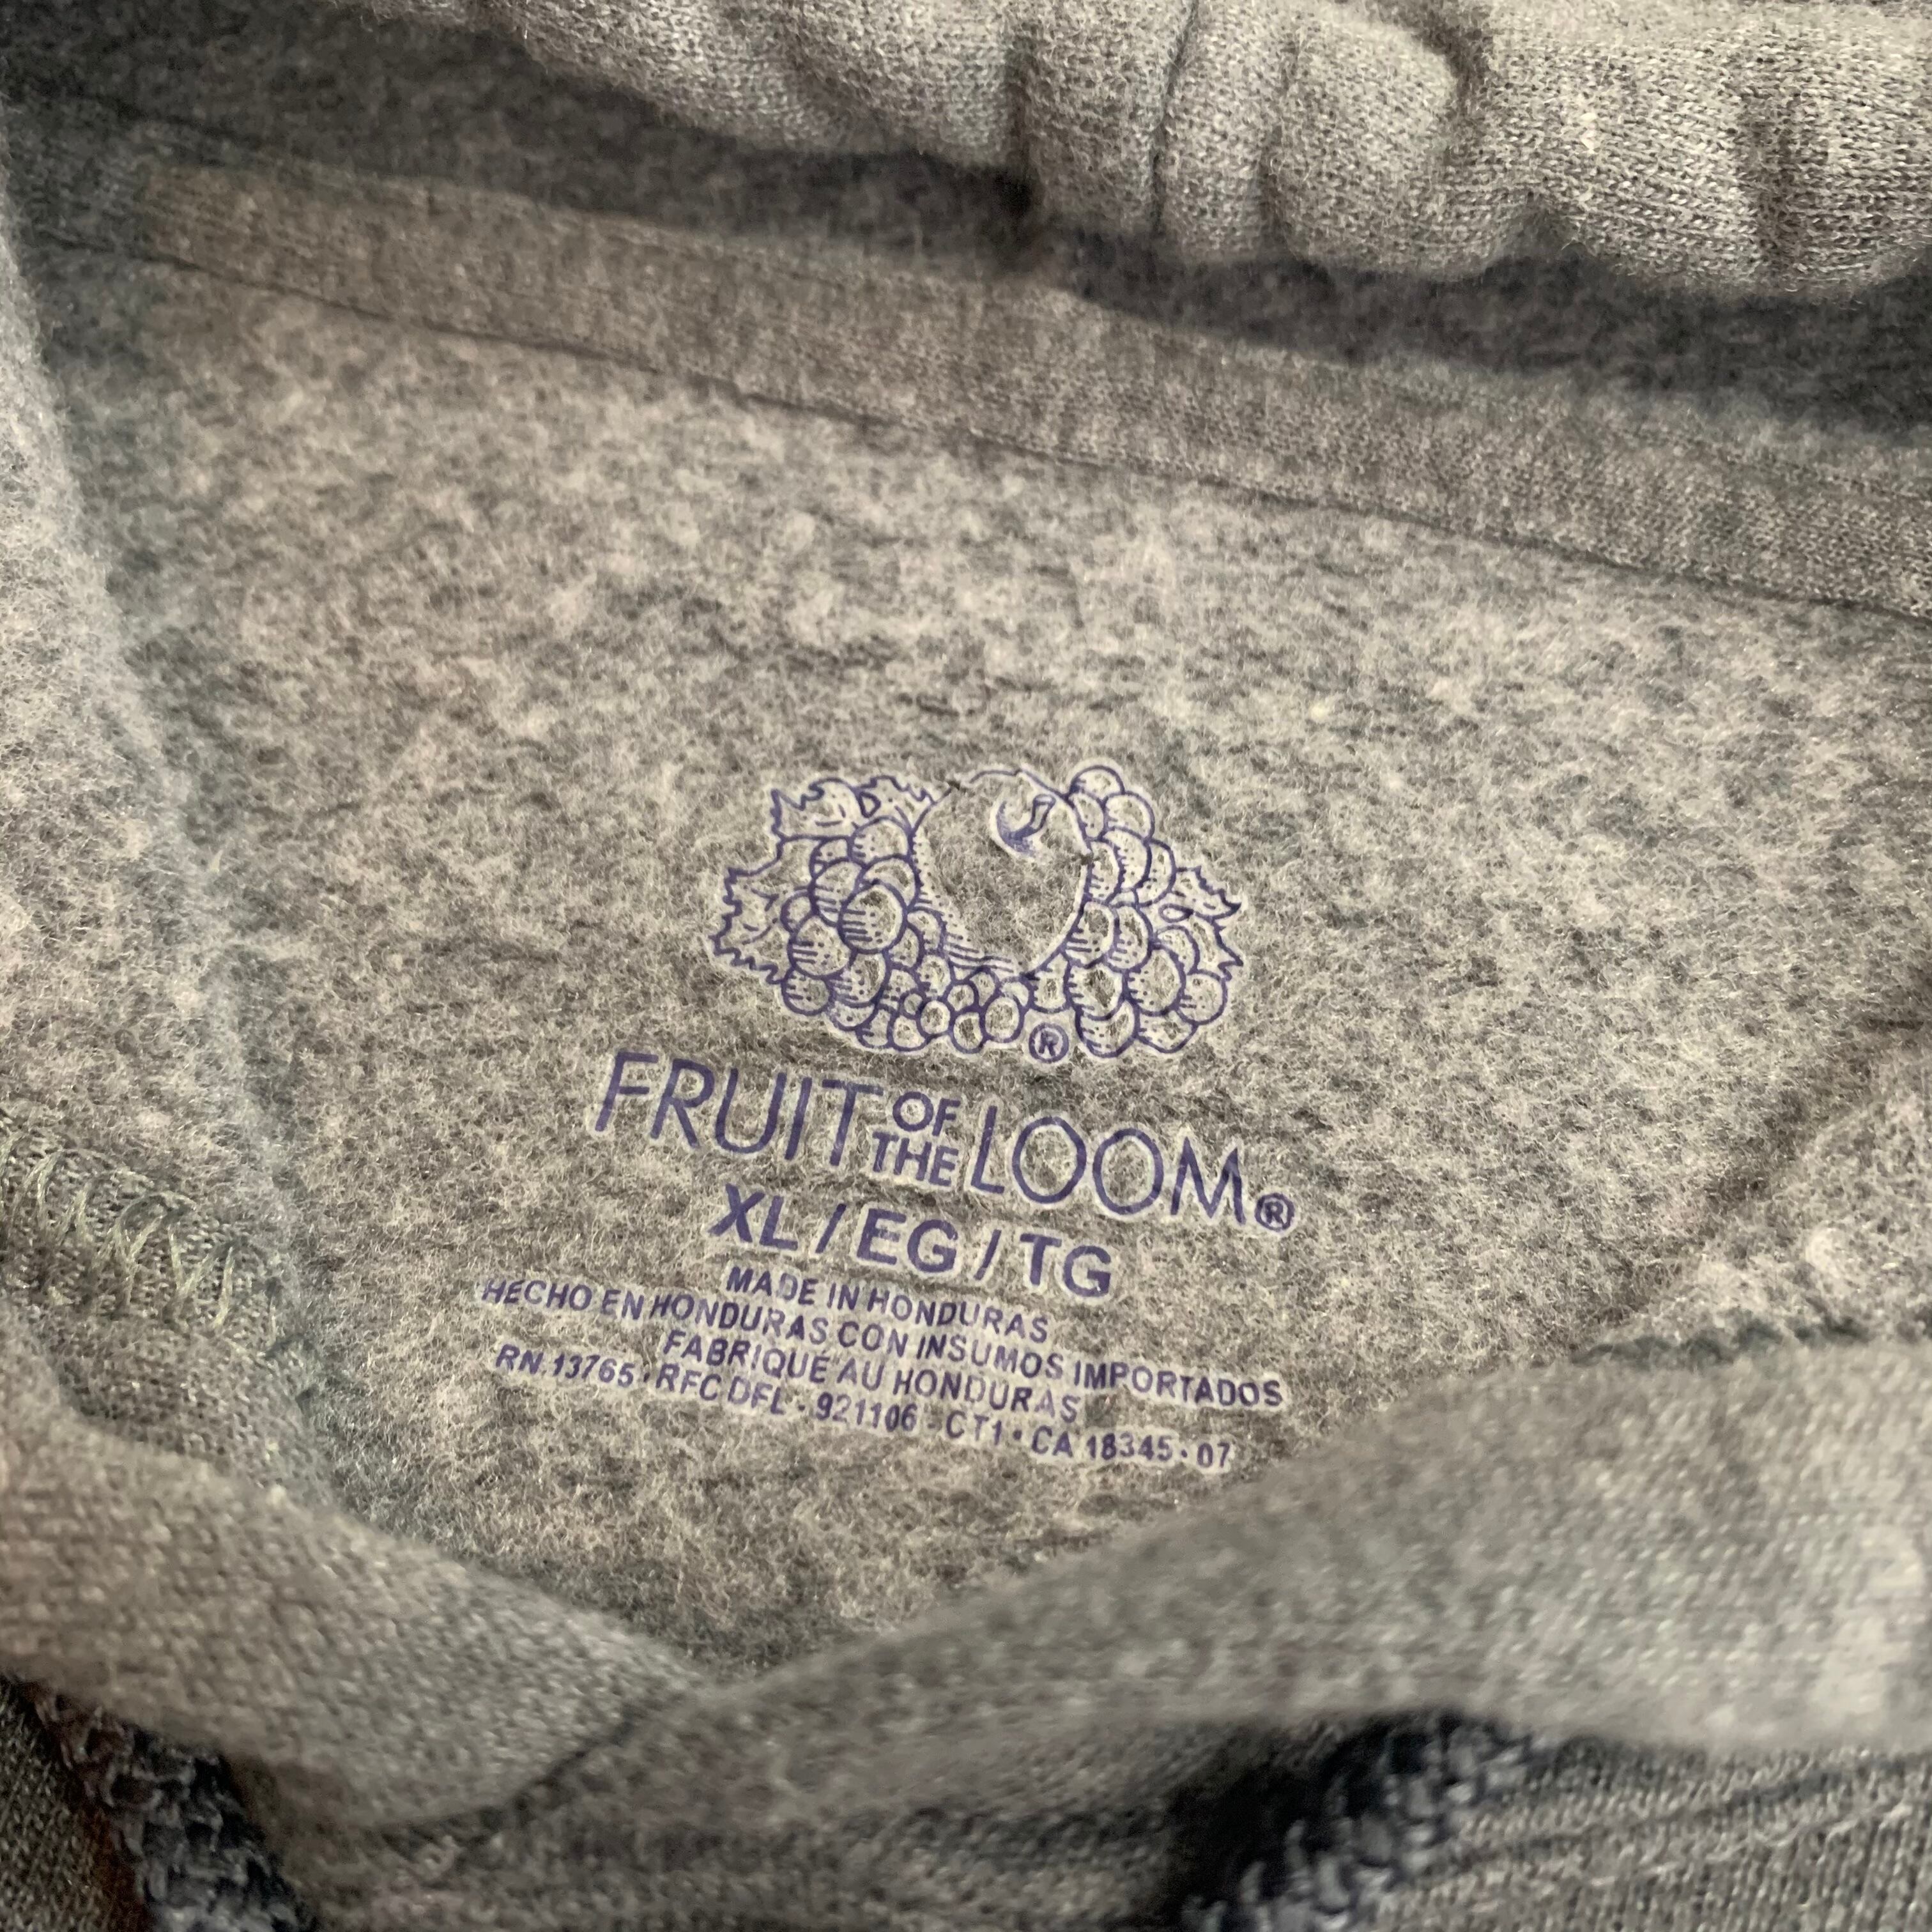 ®
FRUIT OF THE LOOM®
XL / EG / TG
MADE IN HONDURAS
HECHO EN HONDURAS CON INSUMOS IMPORTADOS
FABRIQUE AU HONDURAS
RN 13765 • RFC DFL - 921106 - CT1 • CA 18345 • 07